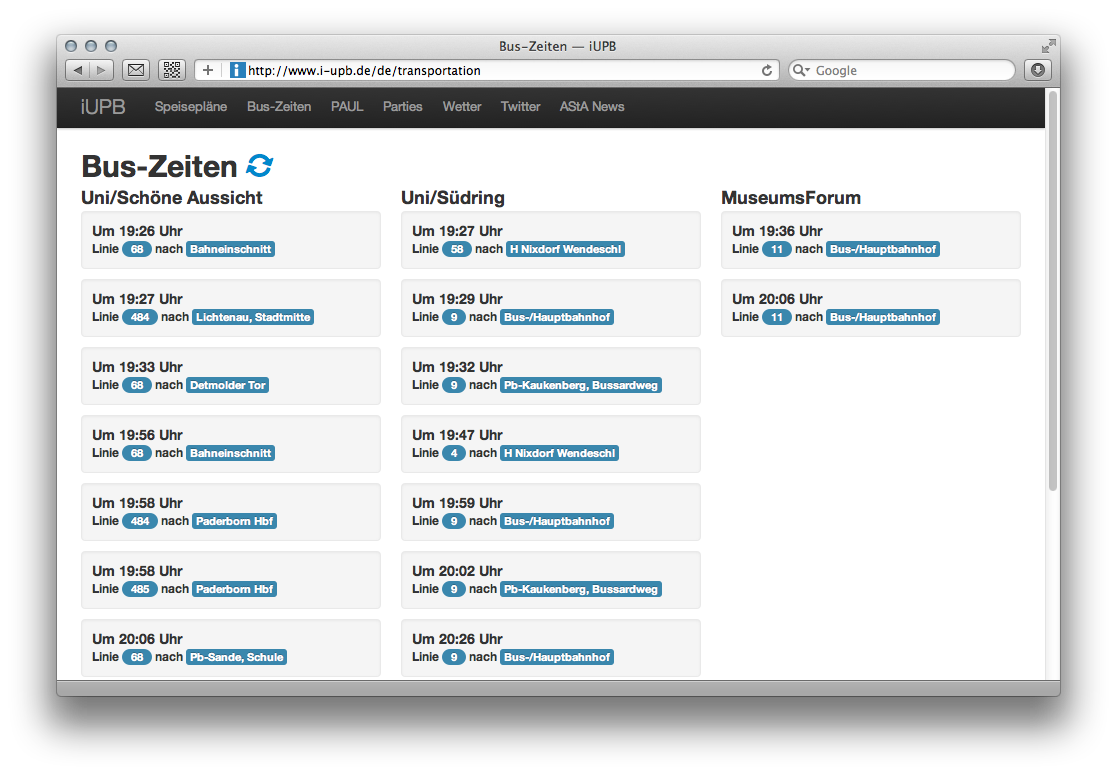 Bus-Zeiten — iUPB
http://www.i-upb.de/de/transportation
Google
iUPB Speisepläne Bus-Zeiten PAUL Parties Wetter Twitter AStA News
Bus-Zeiten
Uni/Schöne Aussicht
Um 19:26 Uhr
Linie 68 nach Bahneinschnitt
Um 19:27 Uhr
Linie 484 nach Lichtenau, Stadtmitte
Um 19:33 Uhr
Linie 68 nach Detmolder Tor
Um 19:56 Uhr
Linie 68 nach Bahneinschnitt
Um 19:58 Uhr
Linie 484 nach Paderborn Hbf
Um 19:58 Uhr
Linie 485 nach Paderborn Hbf
Um 20:06 Uhr
Linie 68 nach Pb-Sande, Schule
Uni/Südring
Um 19:27 Uhr
Linie 58 nach H Nixdorf Wendeschl
Um 19:29 Uhr
Linie 9 nach Bus-/Hauptbahnhof
Um 19:32 Uhr
Linie 9 nach Pb-Kaukenberg, Bussardweg
Um 19:47 Uhr
Linie 4 nach H Nixdorf Wendeschl
Um 19:59 Uhr
Linie 9 nach Bus-/Hauptbahnhof
Um 20:02 Uhr
Linie 9 nach Pb-Kaukenberg, Bussardweg
Um 20:26 Uhr
Linie 9 nach Bus-/Hauptbahnhof
MuseumsForum
Um 19:36 Uhr
Linie 11 nach Bus-/Hauptbahnhof
Um 20:06 Uhr
Linie 11 nach Bus-/Hauptbahnhof